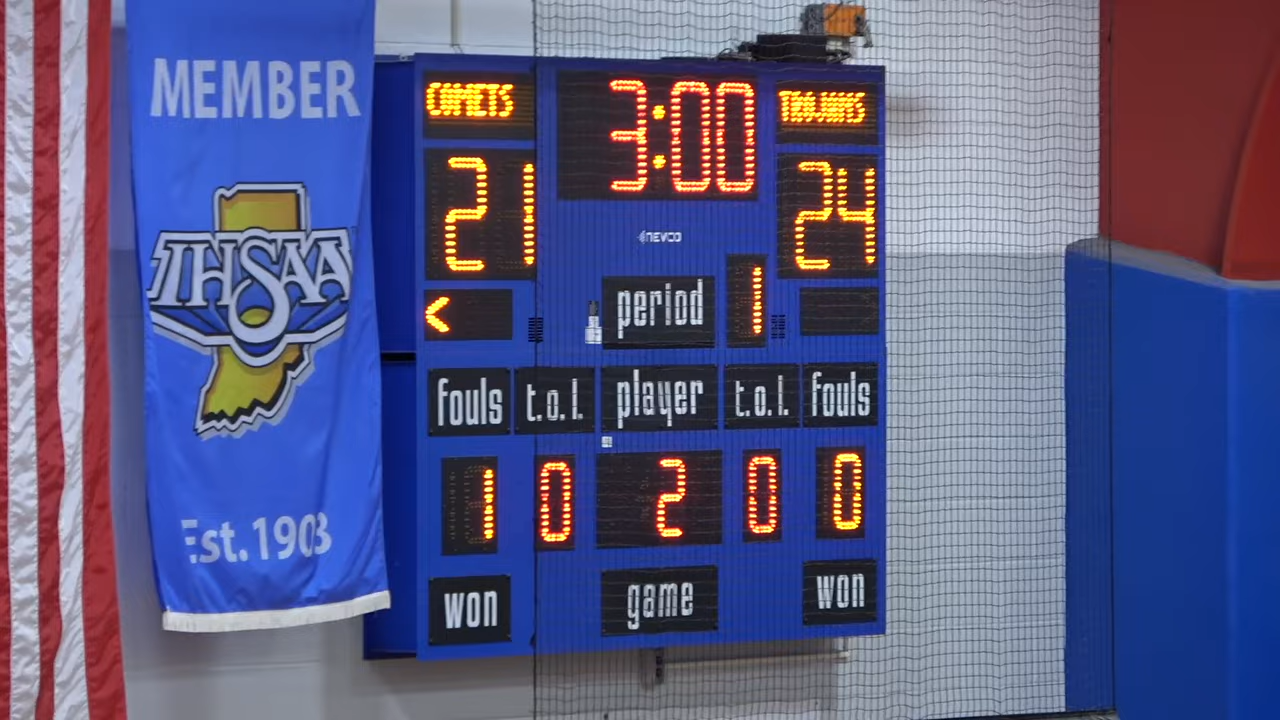 MEMBER
IHSAA
Est. 1903
COMETS 3:00 TROJANS
21 24
NEVCO
< period 1
fouls t.o.l. player t.o.l. fouls
1 0 2 0 0
won game won